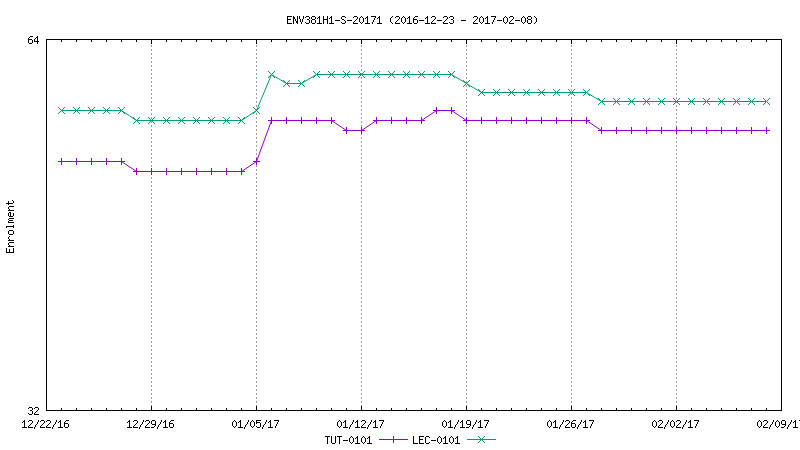 ENV381H1-S-20171 (2016-12-23 - 2017-02-08)
64
Enrolment
32
12/22/16 12/29/16 01/05/17 01/12/17 01/19/17 01/26/17 02/02/17 02/09/1
TUT-0101 LEC-0101